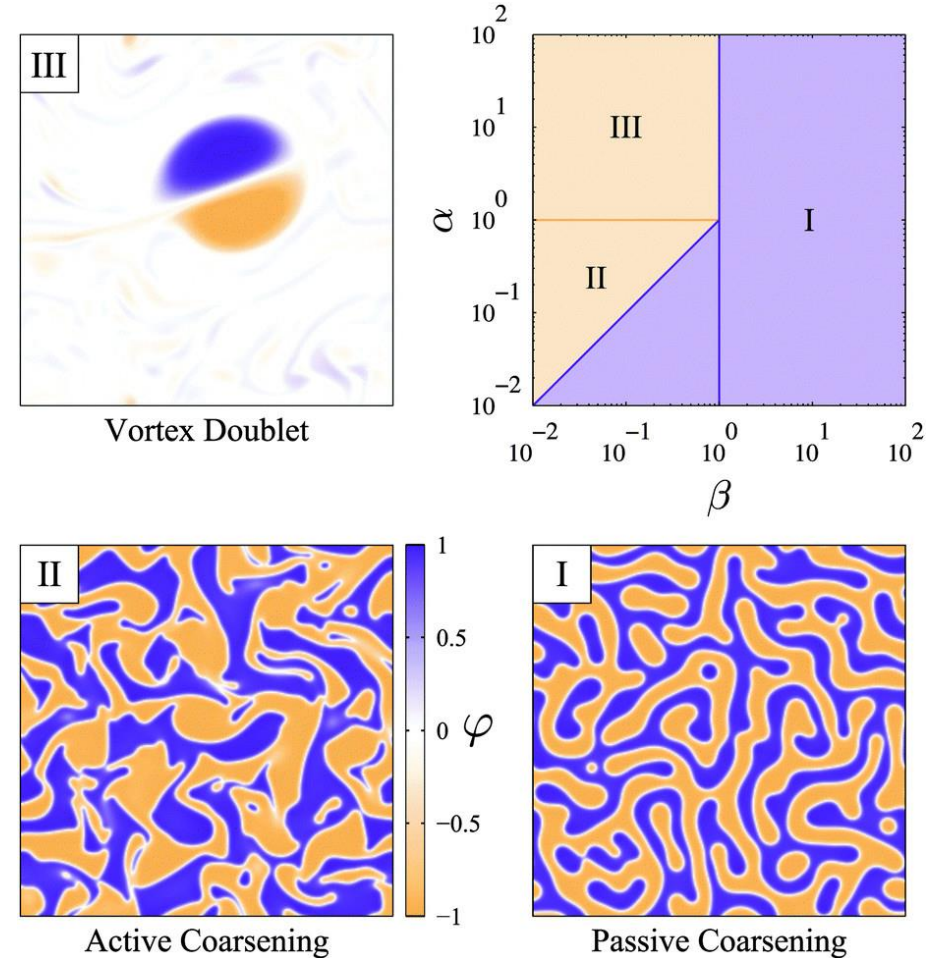 III
Vortex Doublet
10^2
10^1
10^0
10^−1
10^−2
α
III
II
I
10^−2 10^−1 10^0 10^1 10^2
β
II
Active Coarsening
1
0.5
0
−0.5
−1
φ
I
Passive Coarsening